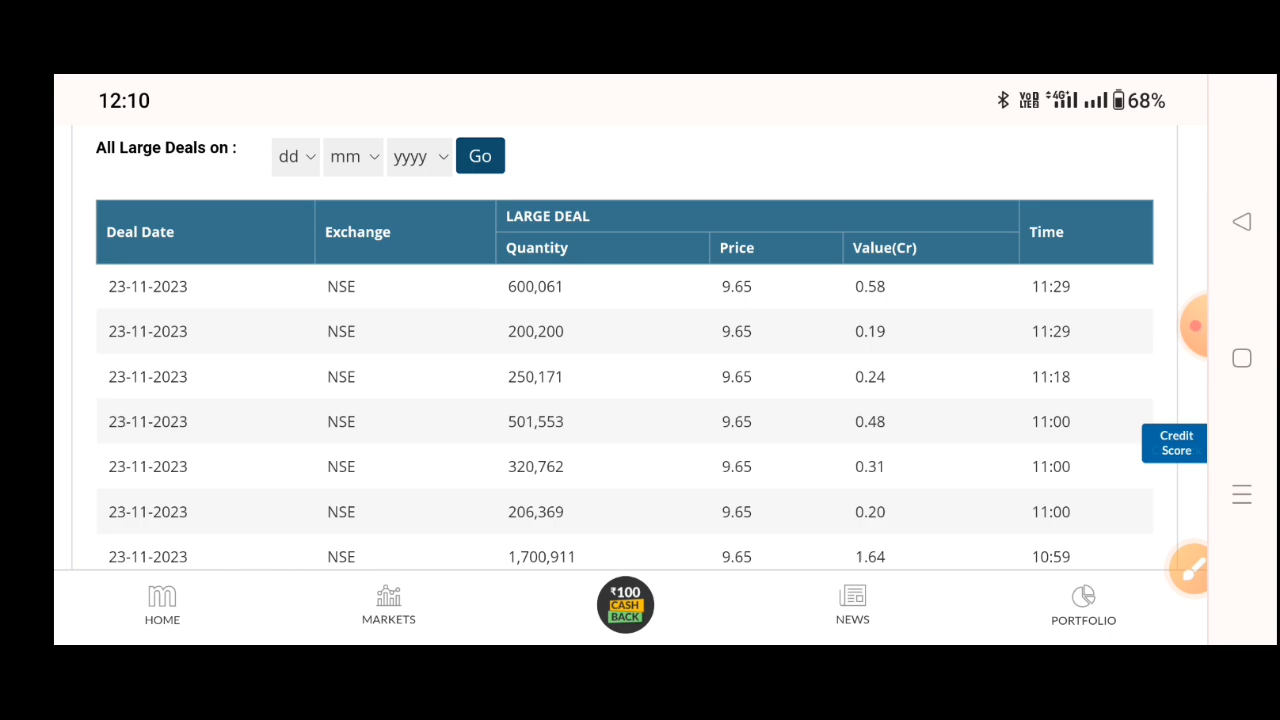 12:10
VoD LTED 4G+ 68%
All Large Deals on : dd mm yyyy Go
Deal Date Exchange LARGE DEAL Time
Quantity Price Value(Cr)
23-11-2023 NSE 600,061 9.65 0.58 11:29
23-11-2023 NSE 200,200 9.65 0.19 11:29
23-11-2023 NSE 250,171 9.65 0.24 11:18
23-11-2023 NSE 501,553 9.65 0.48 11:00
Credit
Score
23-11-2023 NSE 320,762 9.65 0.31 11:00
23-11-2023 NSE 206,369 9.65 0.20 11:00
23-11-2023 NSE 1,700,911 9.65 1.64 10:59
₹100
CASH
BACK
HOME MARKETS NEWS PORTFOLIO